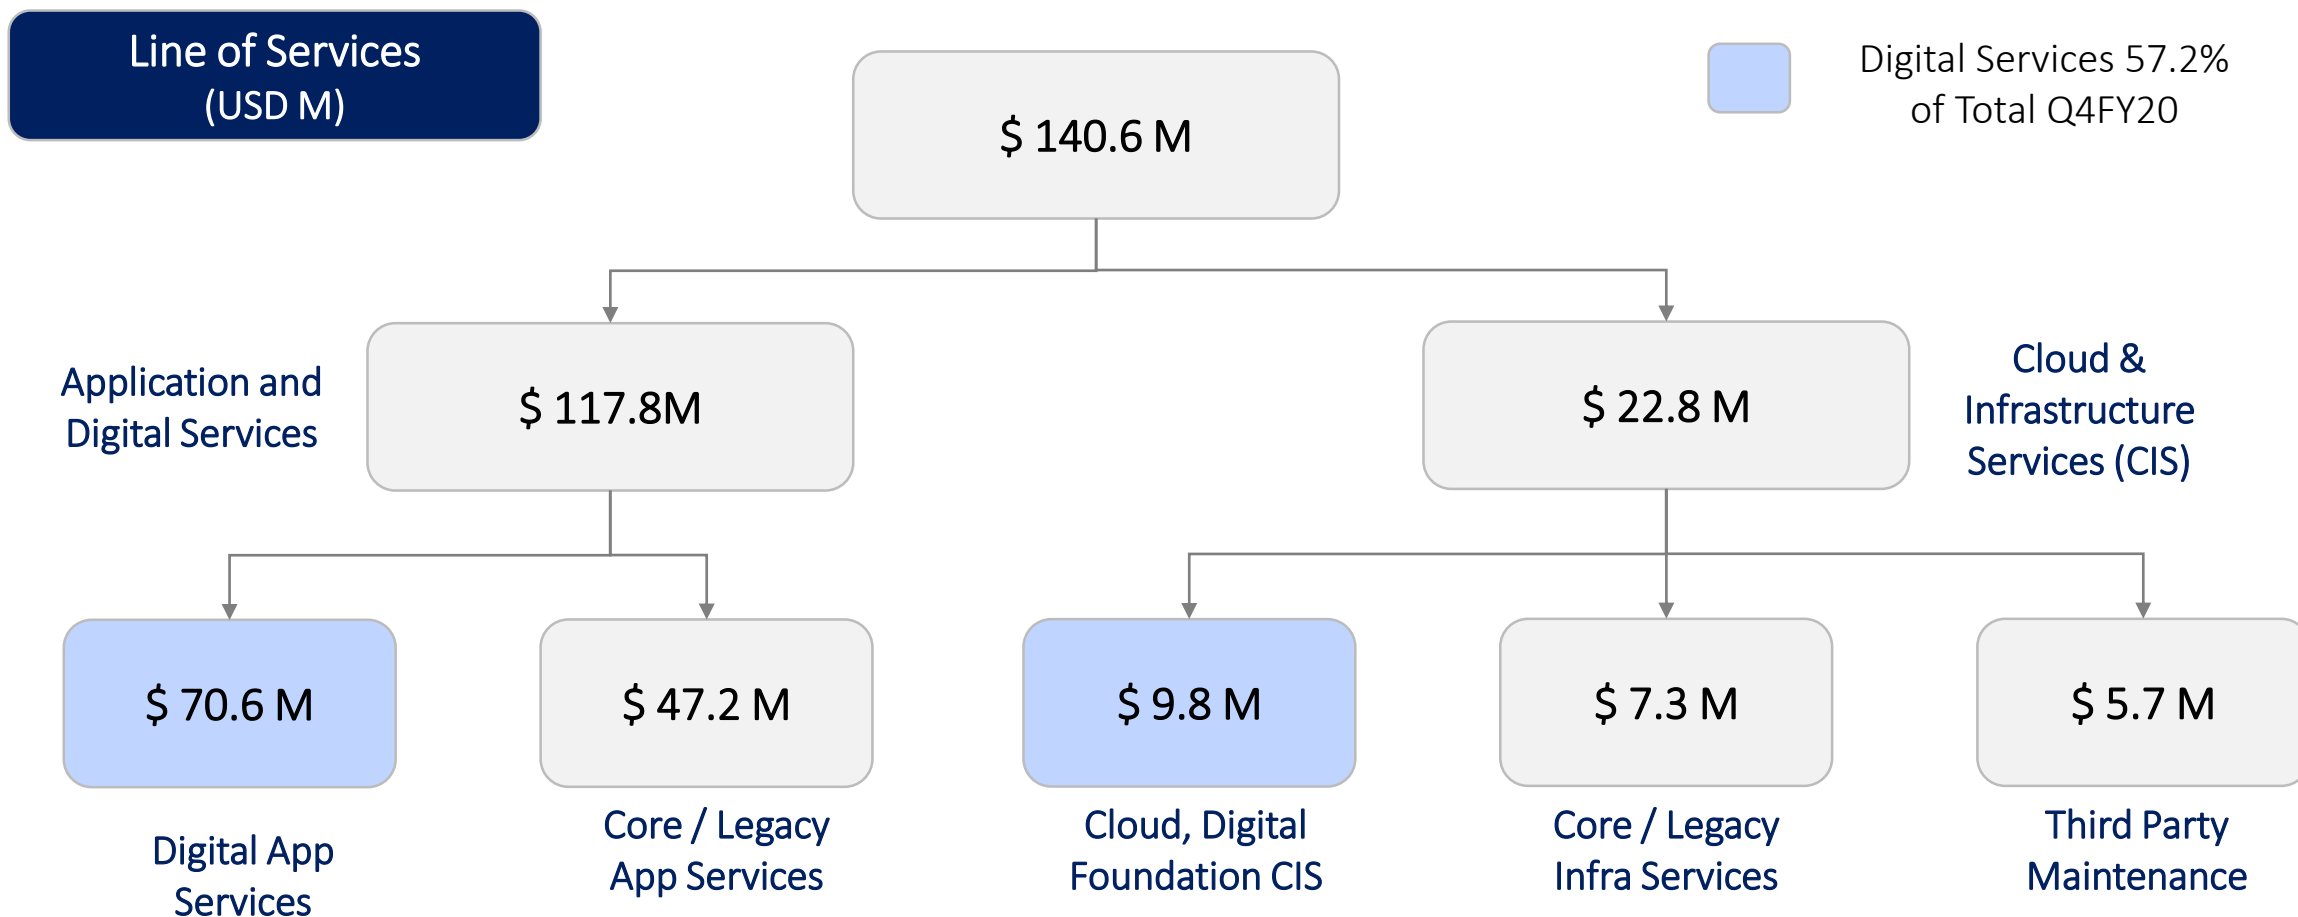 Line of Services
(USD M)
Digital Services 57.2%
of Total Q4FY20
$ 140.6 M
Application and
Digital Services
$ 117.8M
$ 22.8 M
Cloud &
Infrastructure
Services (CIS)
$ 70.6 M
$ 47.2 M
$ 9.8 M
$ 7.3 M
$ 5.7 M
Digital App
Services
Core / Legacy
App Services
Cloud, Digital
Foundation CIS
Core / Legacy
Infra Services
Third Party
Maintenance